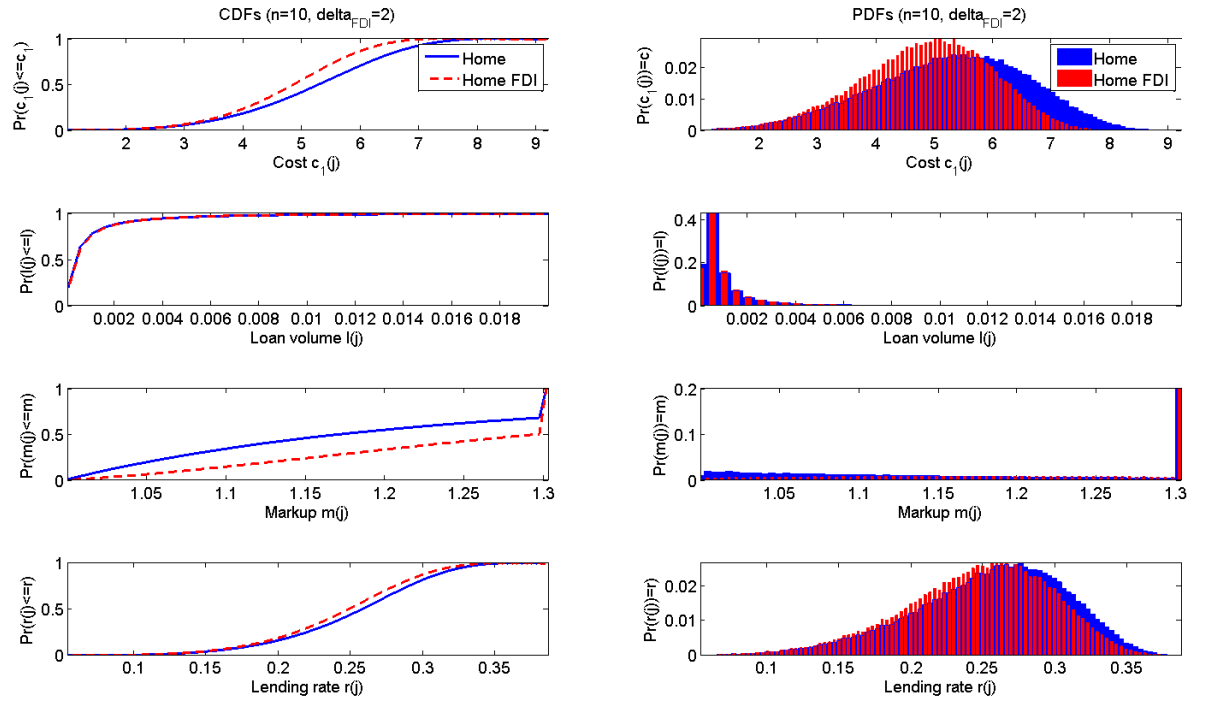 CDFs (n=10, delta_FDI=2)
Pr(c_1(j)<=c_1)
1
0.5
0
Home
Home FDI
2 3 4 5 6 7 8 9
Cost c_1(j)
PDFs (n=10, delta_FDI=2)
Pr(c_1(j))=c)
0.02
0.01
0
Home
Home FDI
2 3 4 5 6 7 8 9
Cost c_1(j)
Pr(l(j)<=l)
1
0.5
0
0.002 0.004 0.006 0.008 0.01 0.012 0.014 0.016 0.018
Loan volume l(j)
Pr(l(j))=l)
0.4
0.2
0
0.002 0.004 0.006 0.008 0.01 0.012 0.014 0.016 0.018
Loan volume l(j)
Pr(m(j)<=m)
1
0.5
0
1.05 1.1 1.15 1.2 1.25 1.3
Markup m(j)
Pr(m(j))=m)
0.2
0.1
0
1.05 1.1 1.15 1.2 1.25 1.3
Markup m(j)
Pr(r(j)<=r)
1
0.5
0
0.1 0.15 0.2 0.25 0.3 0.35
Lending rate r(j)
Pr(r(j))=r)
0.02
0.01
0
0.1 0.15 0.2 0.25 0.3 0.35
Lending rate r(j)